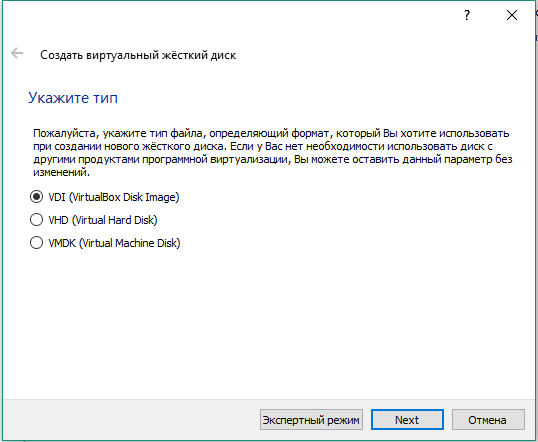 ?
Создать виртуальный жёсткий диск
Укажите тип
Пожалуйста, укажите тип файла, определяющий формат, который Вы хотите использовать
при создании нового жёсткого диска. Если у Вас нет необходимости использовать диск с
другими продуктами программной виртуализации, Вы можете оставить данный параметр без
изменений.
VDI (VirtualBox Disk Image)
VHD (Virtual Hard Disk)
VMDK (Virtual Machine Disk)
Экспертный режим Next Отмена